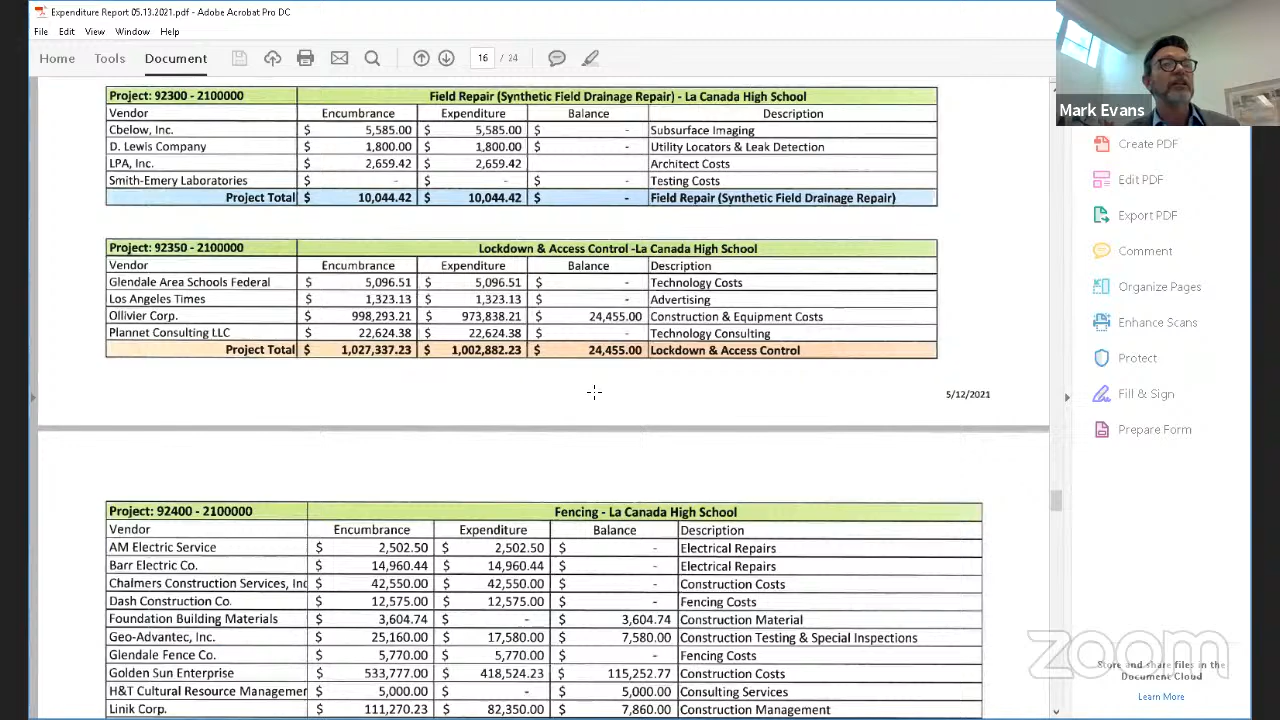 Expenditure Report 05.13.2021.pdf - Adobe Acrobat Pro DC
File Edit View Window Help
Home Tools Document 16 / 24
Mark Evans
Project: 92300 - 2100000 Field Repair (Synthetic Field Drainage Repair) - La Canada High School
Vendor Encumbrance Expenditure Balance Description
Cbelow, Inc. $ 5,585.00 $ 5,585.00 $ - Subsurface Imaging
D. Lewis Company $ 1,800.00 $ 1,800.00 $ - Utility Locators & Leak Detection
LPA, Inc. $ 2,659.42 $ 2,659.42 Architect Costs
Smith-Emery Laboratories $ - $ - $ - Testing Costs
Project Total $ 10,044.42 $ 10,044.42 $ - Field Repair (Synthetic Field Drainage Repair)
Project: 92350 - 2100000 Lockdown & Access Control -La Canada High School
Vendor Encumbrance Expenditure Balance Description
Glendale Area Schools Federal $ 5,096.51 $ 5,096.51 $ - Technology Costs
Los Angeles Times $ 1,323.13 $ 1,323.13 $ - Advertising
Ollivier Corp. $ 998,293.21 $ 973,838.21 $ 24,455.00 Construction & Equipment Costs
Plannet Consulting LLC $ 22,624.38 $ 22,624.38 $ - Technology Consulting
Project Total $ 1,027,337.23 $ 1,002,882.23 $ 24,455.00 Lockdown & Access Control
5/12/2021
Project: 92400 - 2100000 Fencing - La Canada High School
Vendor Encumbrance Expenditure Balance Description
AM Electric Service $ 2,502.50 $ 2,502.50 $ - Electrical Repairs
Barr Electric Co. $ 14,960.44 $ 14,960.44 $ - Electrical Repairs
Chalmers Construction Services, Inc $ 42,550.00 $ 42,550.00 $ - Construction Costs
Dash Construction Co. $ 12,575.00 $ 12,575.00 $ - Fencing Costs
Foundation Building Materials $ 3,604.74 $ - $ 3,604.74 Construction Material
Geo-Advantec, Inc. $ 25,160.00 $ 17,580.00 $ 7,580.00 Construction Testing & Special Inspections
Glendale Fence Co. $ 5,770.00 $ 5,770.00 $ - Fencing Costs
Golden Sun Enterprise $ 533,777.00 $ 418,524.23 $ 115,252.77 Construction Costs
H&T Cultural Resource Managemer $ 5,000.00 $ - $ 5,000.00 Consulting Services
Linik Corp. $ 111,270.23 $ 82,350.00 $ 7,860.00 Construction Management
Create PDF
Edit PDF
Export PDF
Comment
Organize Pages
Enhance Scans
Protect
Fill & Sign
Prepare Form
zoom
Store and share files in the
Document Cloud
Learn More